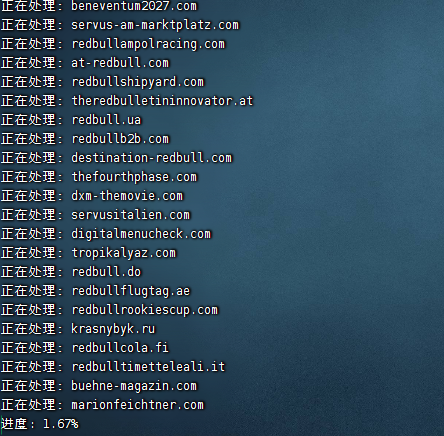 正在处理: beneventum2027.com
正在处理: servus-am-marktplatz.com
正在处理: redbullampolracing.com
正在处理: at-redbull.com
正在处理: redbullshipyard.com
正在处理: theredbulletininnovator.at
正在处理: redbull.ua
正在处理: redbullb2b.com
正在处理: destination-redbull.com
正在处理: thefourthphase.com
正在处理: dxm-themovie.com
正在处理: servusitalien.com
正在处理: digitalmenucheck.com
正在处理: tropikalyaz.com
正在处理: redbull.do
正在处理: redbullflugtag.ae
正在处理: redbullrookiescup.com
正在处理: krasnybyk.ru
正在处理: redbullcola.fi
正在处理: redbulltimetteleali.it
正在处理: buehne-magazin.com
正在处理: marionfeichtner.com
进度: 1.67%